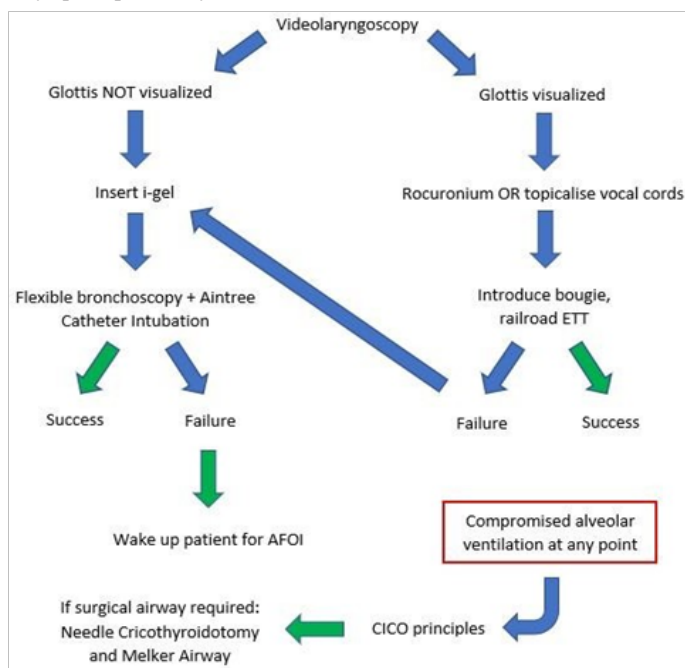 Videolaryngoscopy
Glottis NOT visualized
Glottis visualized
Insert i-gel
Rocuronium OR topicalise vocal cords
Flexible bronchoscopy + Aintree
Catheter Intubation
Introduce bougie,
railroad ETT
Success
Failure
Failure
Success
Wake up patient for AFOI
Compromised alveolar
ventilation at any point
If surgical airway required:
Needle Cricothyroidotomy
and Melker Airway
CICO principles